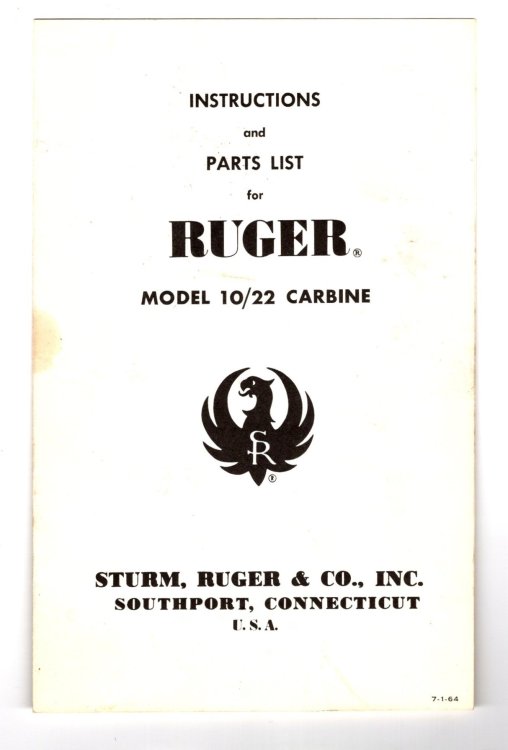 INSTRUCTIONS
and
PARTS LIST
for
RUGER®
MODEL 10/22 CARBINE
SR®
STURM, RUGER & CO., INC.
SOUTHPORT, CONNECTICUT
U. S. A.
7-1-64